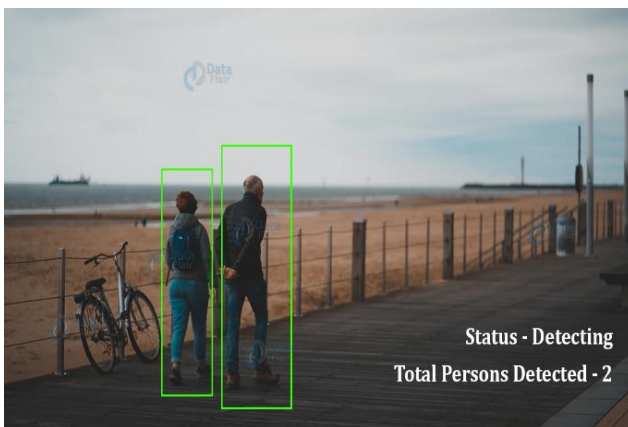 Data
Flair
Status - Detecting
Total Persons Detected - 2